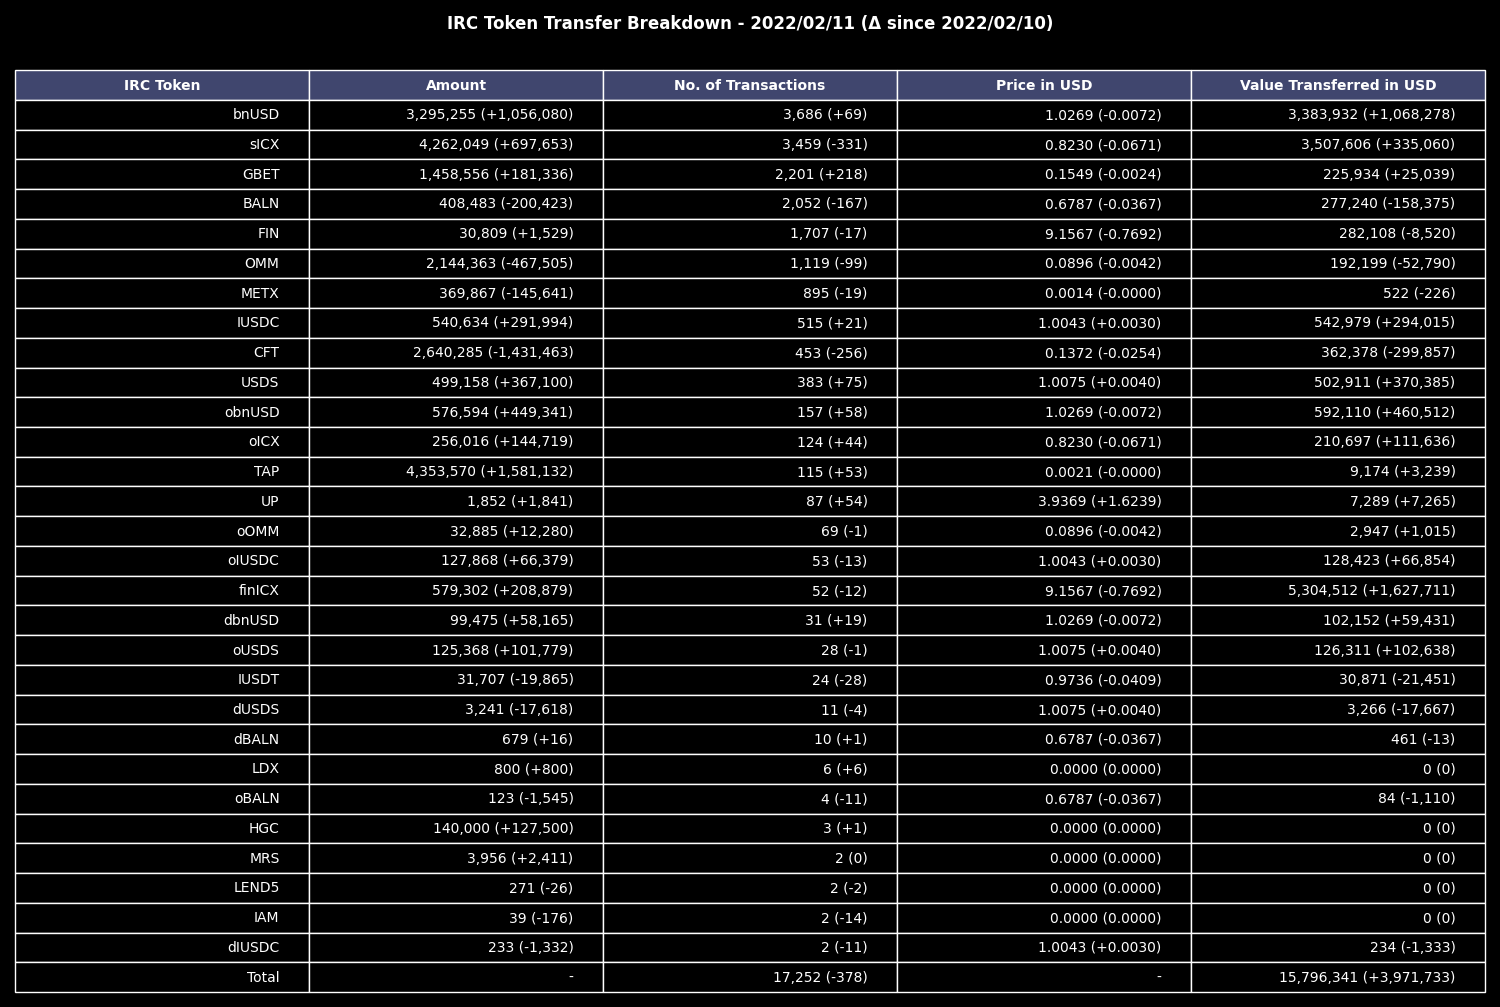 IRC Token Transfer Breakdown - 2022/02/11 (Δ since 2022/02/10)
IRC Token Amount No. of Transactions Price in USD Value Transferred in USD
bnUSD 3,295,255 (+1,056,080) 3,686 (+69) 1.0269 (-0.0072) 3,383,932 (+1,068,278)
sICX 4,262,049 (+697,653) 3,459 (-331) 0.8230 (-0.0671) 3,507,606 (+335,060)
GBET 1,458,556 (+181,336) 2,201 (+218) 0.1549 (-0.0024) 225,934 (+25,039)
BALN 408,483 (-200,423) 2,052 (-167) 0.6787 (-0.0367) 277,240 (-158,375)
FIN 30,809 (+1,529) 1,707 (-17) 9.1567 (-0.7692) 282,108 (-8,520)
OMM 2,144,363 (-467,505) 1,119 (-99) 0.0896 (-0.0042) 192,199 (-52,790)
METX 369,867 (-145,641) 895 (-19) 0.0014 (-0.0000) 522 (-226)
IUSDC 540,634 (+291,994) 515 (+21) 1.0043 (+0.0030) 542,979 (+294,015)
CFT 2,640,285 (-1,431,463) 453 (-256) 0.1372 (-0.0254) 362,378 (-299,857)
USDS 499,158 (+367,100) 383 (+75) 1.0075 (+0.0040) 502,911 (+370,385)
obnUSD 576,594 (+449,341) 157 (+58) 1.0269 (-0.0072) 592,110 (+460,512)
oICX 256,016 (+144,719) 124 (+44) 0.8230 (-0.0671) 210,697 (+111,636)
TAP 4,353,570 (+1,581,132) 115 (+53) 0.0021 (-0.0000) 9,174 (+3,239)
UP 1,852 (+1,841) 87 (+54) 3.9369 (+1.6239) 7,289 (+7,265)
oOMM 32,885 (+12,280) 69 (-1) 0.0896 (-0.0042) 2,947 (+1,015)
oIUSDC 127,868 (+66,379) 53 (-13) 1.0043 (+0.0030) 128,423 (+66,854)
finICX 579,302 (+208,879) 52 (-12) 9.1567 (-0.7692) 5,304,512 (+1,627,711)
dbnUSD 99,475 (+58,165) 31 (+19) 1.0269 (-0.0072) 102,152 (+59,431)
oUSDS 125,368 (+101,779) 28 (-1) 1.0075 (+0.0040) 126,311 (+102,638)
IUSDT 31,707 (-19,865) 24 (-28) 0.9736 (-0.0409) 30,871 (-21,451)
dUSDS 3,241 (-17,618) 11 (-4) 1.0075 (+0.0040) 3,266 (-17,667)
dBALN 679 (+16) 10 (+1) 0.6787 (-0.0367) 461 (-13)
LDX 800 (+800) 6 (+6) 0.0000 (0.0000) 0 (0)
oBALN 123 (-1,545) 4 (-11) 0.6787 (-0.0367) 84 (-1,110)
HGC 140,000 (+127,500) 3 (+1) 0.0000 (0.0000) 0 (0)
MRS 3,956 (+2,411) 2 (0) 0.0000 (0.0000) 0 (0)
LEND5 271 (-26) 2 (-2) 0.0000 (0.0000) 0 (0)
IAM 39 (-176) 2 (-14) 0.0000 (0.0000) 0 (0)
dIUSDC 233 (-1,332) 2 (-11) 1.0043 (+0.0030) 234 (-1,333)
Total - 17,252 (-378) - 15,796,341 (+3,971,733)